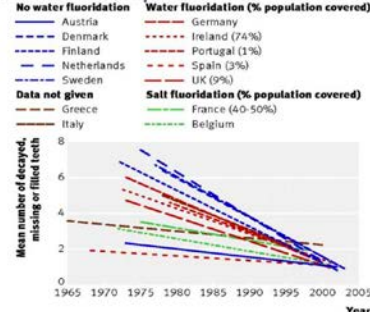 No water fluoridation
Austria
Denmark
Finland
Netherlands
Sweden
Data not given
Greece
Italy
Water fluoridation (% population covered)
Germany
Ireland (74%)
Portugal (1%)
Spain (3%)
UK (9%)
Salt fluoridation (% population covered)
France (40-50%)
Belgium
Mean number of decayed,
missing or filled teeth
8
6
4
2
0
1965 1970 1975 1980 1985 1990 1995 2000 2005
Year